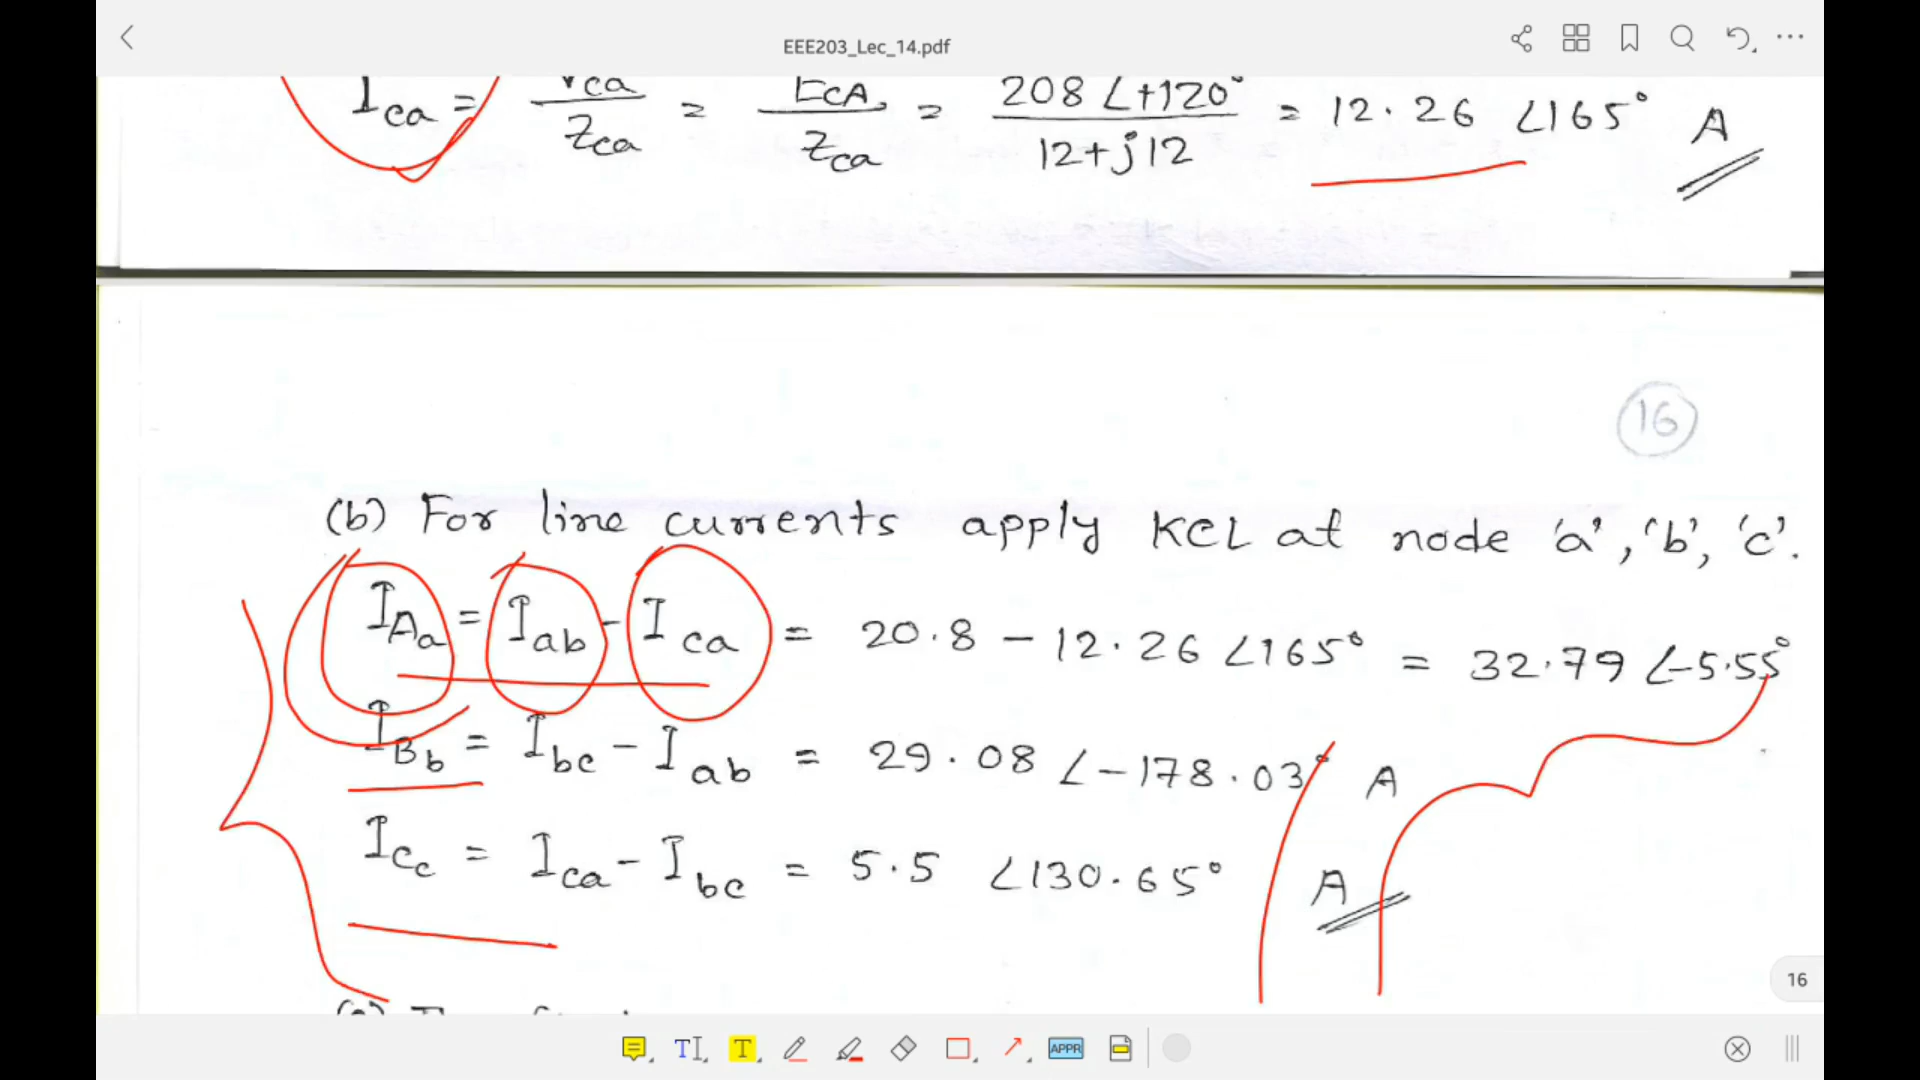 EEE203_Lec_14.pdf
I ca = Vca / Zca = ECA / Zca = 208 ∠+120° / 12+j12 = 12.26 ∠165° A
16
(b) For line currents apply KCL at node 'a', 'b', 'c'.
IAa = Iab - Ica = 20.8 - 12.26 ∠165° = 32.79 ∠-5.55°
IBb = Ibc - Iab = 29.08 ∠-178.03° A
ICc = Ica - Ibc = 5.5 ∠130.65° A
16
T
T
APPR